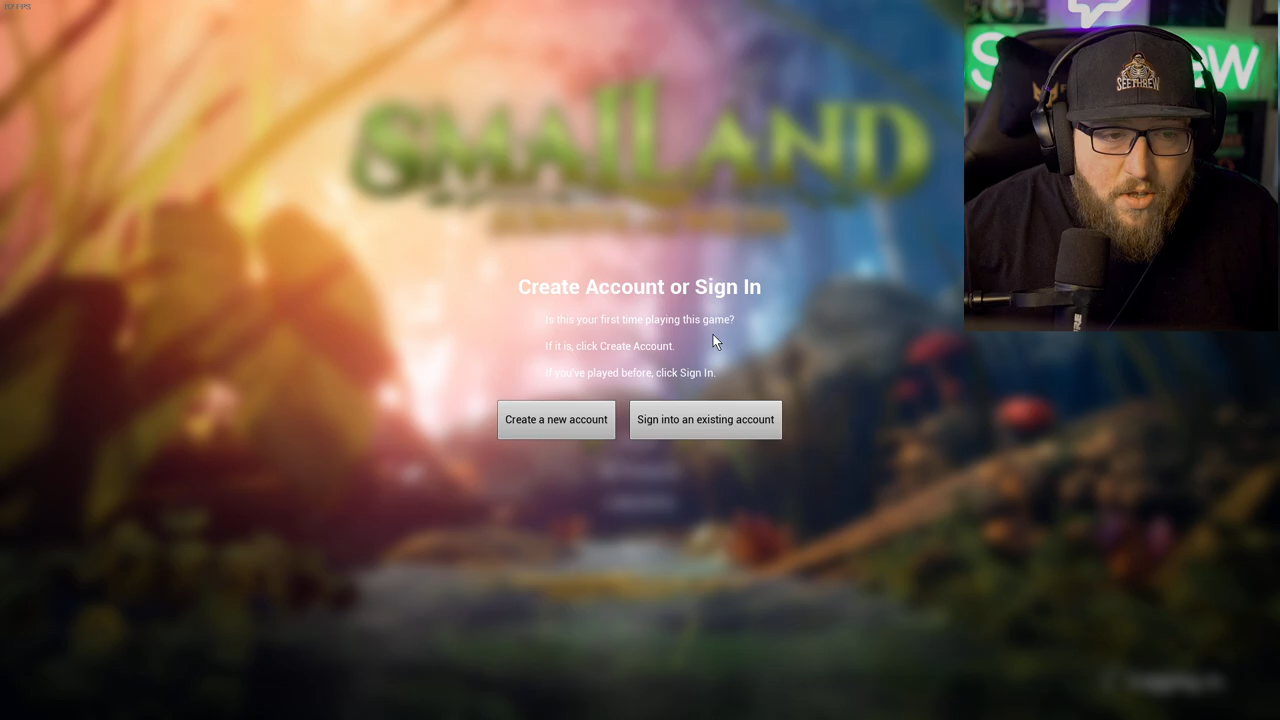 SMALLAND
SEETHREW
Create Account or Sign In
Is this your first time playing this game?
If it is, click Create Account.
If you've played before, click Sign In.
Create a new account
Sign into an existing account